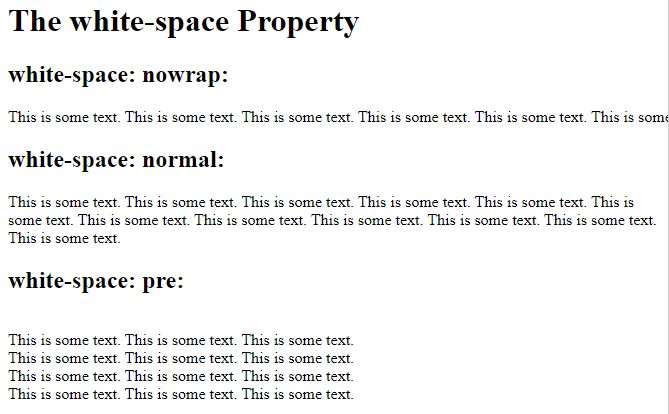 The white-space Property
white-space: nowrap:
This is some text. This is some text. This is some text. This is some text. This is some text. This is some
white-space: normal:
This is some text. This is some text. This is some text. This is some text. This is some text. This is
some text. This is some text. This is some text. This is some text. This is some text. This is some text.
This is some text.
white-space: pre:
This is some text. This is some text. This is some text.
This is some text. This is some text. This is some text.
This is some text. This is some text. This is some text.
This is some text. This is some text. This is some text.